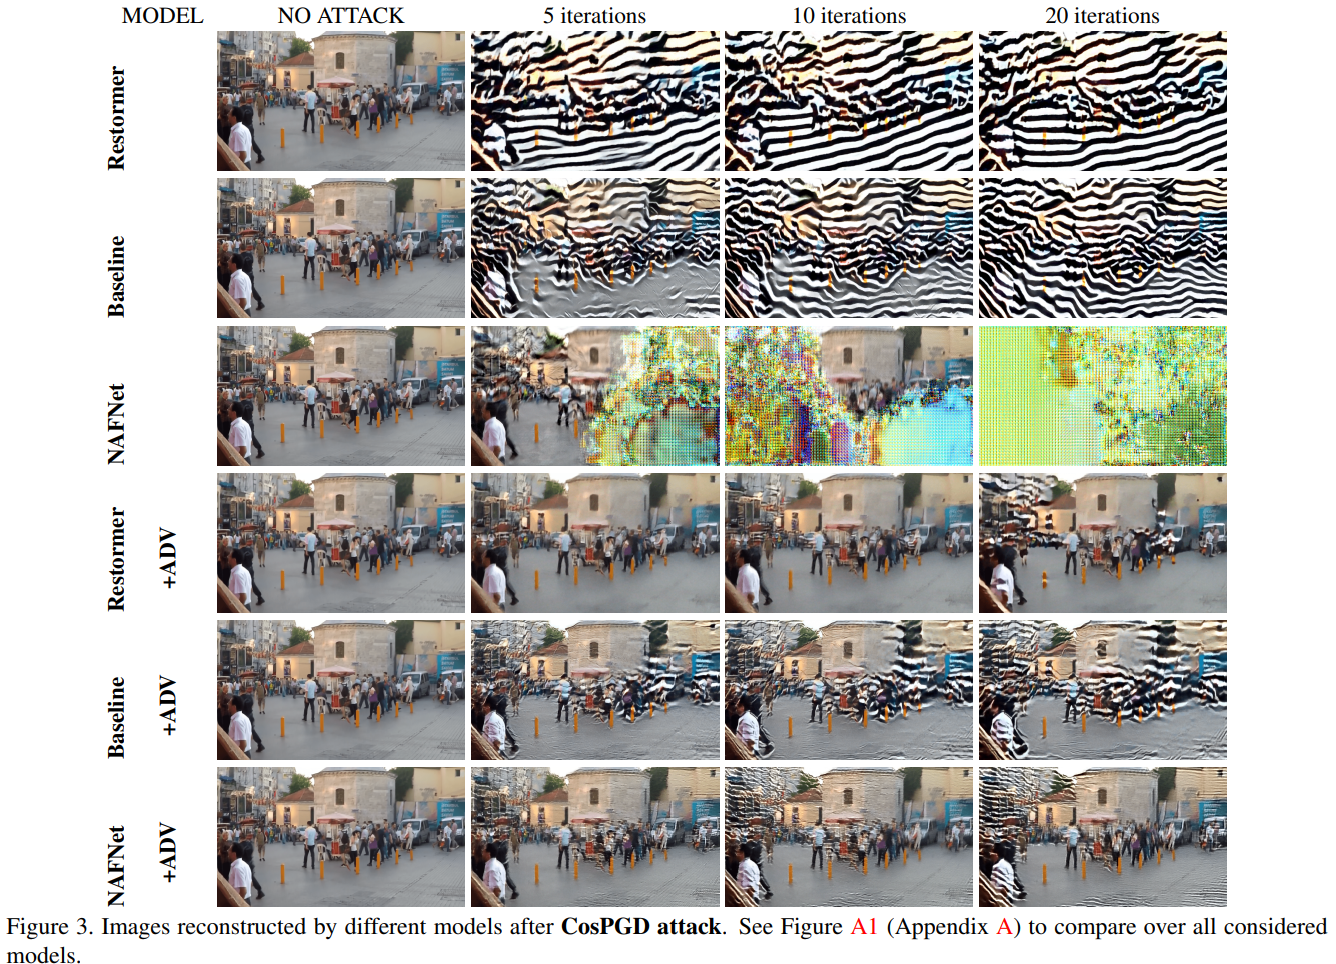 MODEL NO ATTACK 5 iterations 10 iterations 20 iterations
Restormer
Baseline
NAFNet
Restormer +ADV
Baseline +ADV
NAFNet +ADV
Figure 3. Images reconstructed by different models after CosPGD attack. See Figure A1 (Appendix A) to compare over all considered
models.